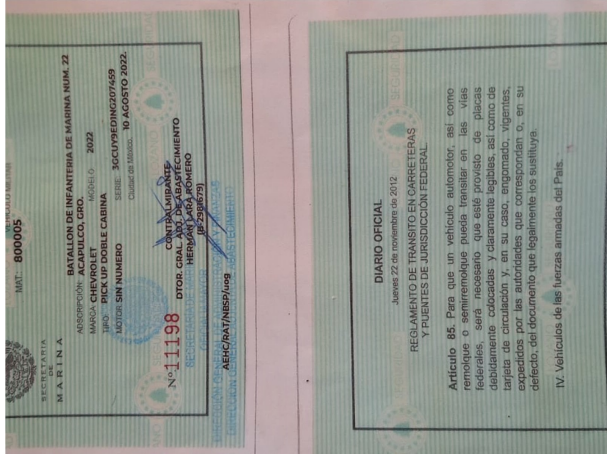 MAT: 800005
SECRETARIA
DE
MARINA
BATALLON DE INFANTERIA DE MARINA NUM. 22
ADSCRIPCIÓN: ACAPULCO, GRO.
MARCA: CHEVROLET MODELO: 2022
TIPO: PICK UP DOBLE CABINA
MOTOR: SIN NUMERO SERIE: 3GCUY9ED1NG207459
Ciudad de México, 10 AGOSTO 2022.
Nº 11198
CONTRALMIRANTE
DTOR. GRAL. ADJ. DE ABASTECIMIENTO
HERMAN LARA ROMERO
AEHC/RAT/NBSP/uog
DIARIO OFICIAL
Jueves 22 de noviembre de 2012
REGLAMENTO DE TRANSITO EN CARRETERAS
Y PUENTES DE JURISDICCIÓN FEDERAL
Artículo 85. Para que un vehículo automotor, así como
remolque o semirremolque pueda transitar en las vías
federales, será necesario que esté provisto de placas
debidamente colocadas y claramente legibles, así como de
tarjeta de circulación y, en su caso, engomado, vigentes,
expedidos por las autoridades que correspondan o, en su
defecto, del documento que legalmente los sustituya.
IV. Vehículos de las fuerzas armadas del País.